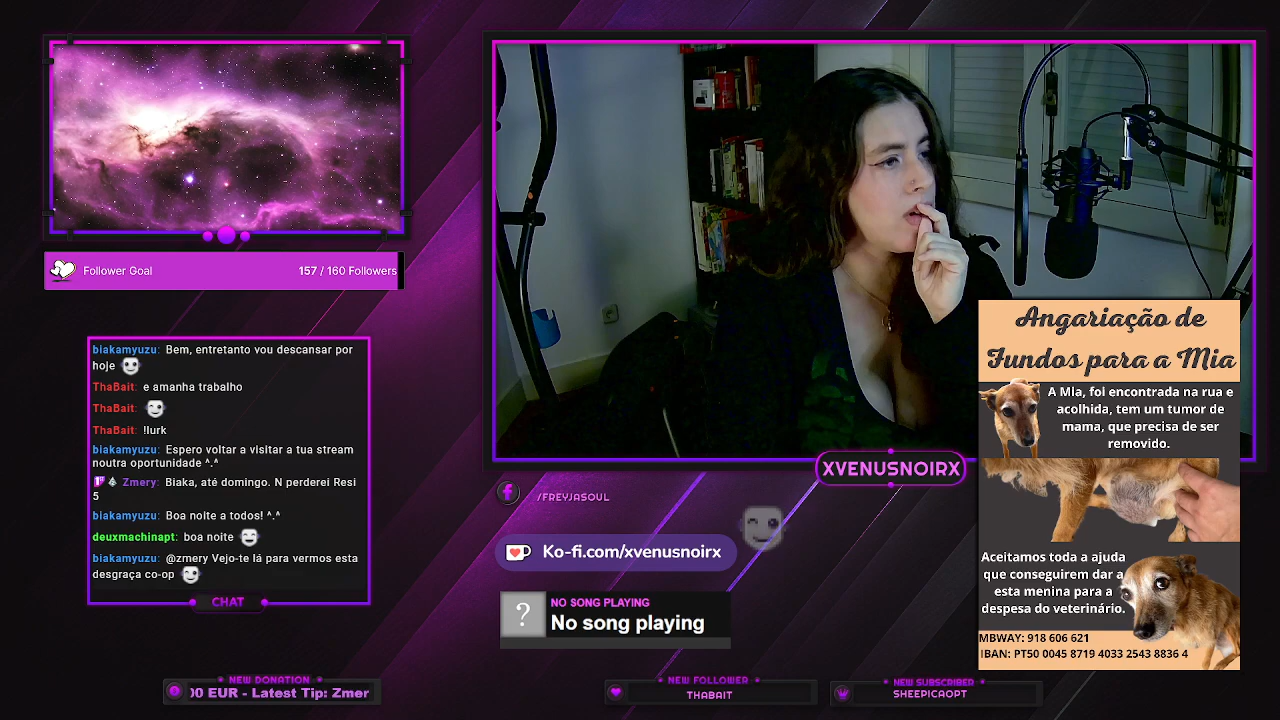 Follower Goal
157 / 160 Followers
biakamyuzu: Bem, entretanto vou descansar por
hoje
ThaBait: e amanha trabalho
ThaBait:
ThaBait: !lurk
biakamyuzu: Espero voltar a visitar a tua stream
noutra oportunidade ^.^
Zmery: Biaka, até domingo. N perderei Resi
5
biakamyuzu: Boa noite a todos! ^.^
deuxmachinapt: boa noite
biakamyuzu: @zmery Vejo-te lá para vermos esta
desgraça co-op
CHAT
XVENUSNOIRX
/FREYJASOUL
Ko-fi.com/xvenusnoirx
?
NO SONG PLAYING
No song playing
Angariação de
Fundos para a Mia
A Mia, foi encontrada na rua e
acolhida, tem um tumor de
mama, que precisa de ser
removido.
Aceitamos toda a ajuda
que conseguirem dar a
esta menina para a
despesa do veterinário.
MBWAY: 918 606 621
IBAN: PT50 0045 8719 4033 2543 8836 4
NEW DONATION
00 EUR - Latest Tip: Zmer
NEW FOLLOWER
THABAIT
NEW SUBSCRIBER
SHEEPICAOPT